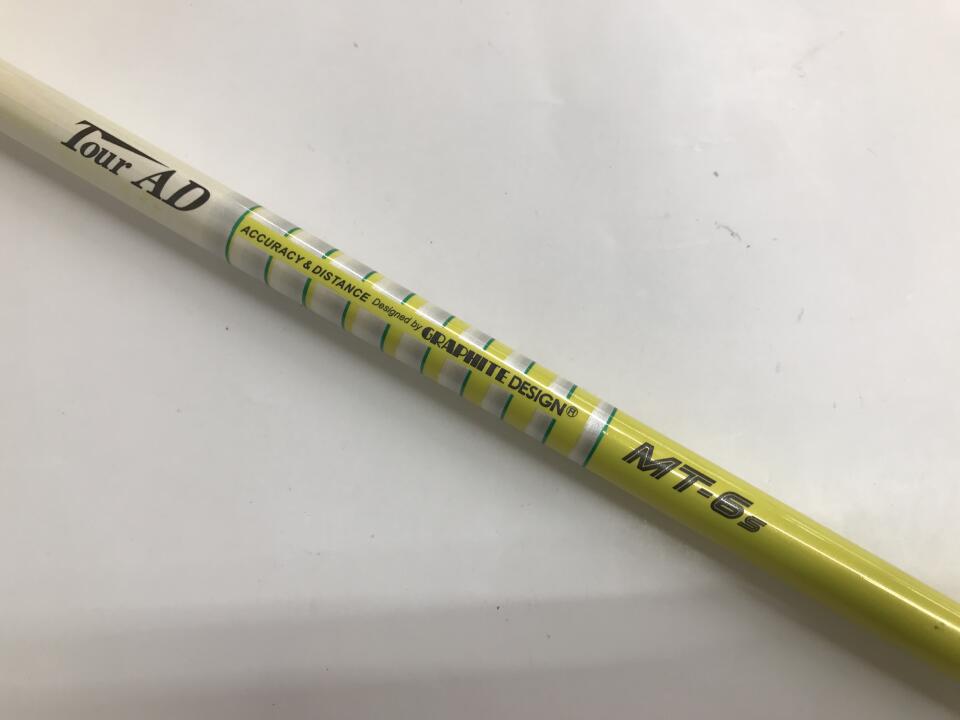 Tour AD
ACCURACY & DISTANCE Designed by GRAPHITE DESIGN®
MT-6s